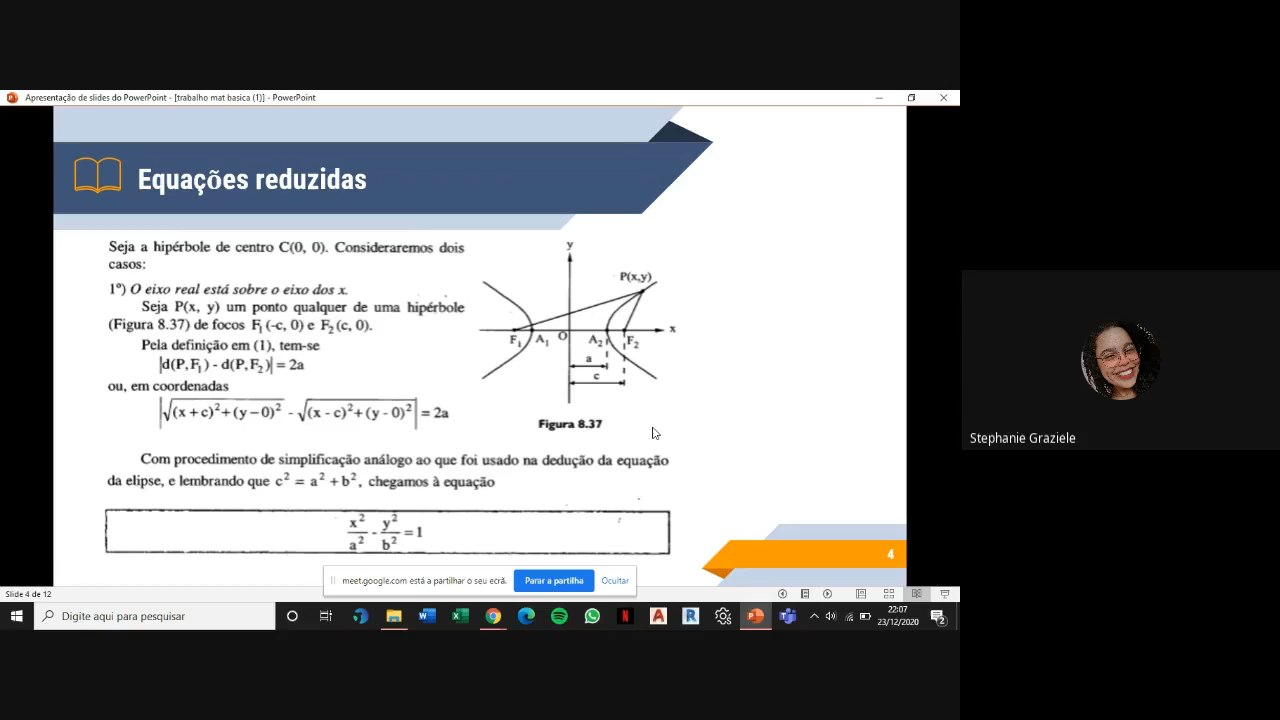 Apresentação de slides do PowerPoint - [trabalho mat basica (1)] - PowerPoint
Equações reduzidas
Seja a hipérbole de centro C(0, 0). Consideraremos dois
casos:
1º) O eixo real está sobre o eixo dos x.
Seja P(x, y) um ponto qualquer de uma hipérbole
(Figura 8.37) de focos F₁(-c, 0) e F₂(c, 0).
Pela definição em (1), tem-se
|d(P,F₁) - d(P,F₂)| = 2a
ou, em coordenadas
|√(x + c)² + (y – 0)² - √(x - c)² + (y - 0)²| = 2a
y
P(x,y)
F₁ A₁ O A₂ F₂ x
a
c
Figura 8.37
Com procedimento de simplificação análogo ao que foi usado na dedução da equação
da elipse, e lembrando que c² = a² + b², chegamos à equação
x²/a² - y²/b² = 1
4
meet.google.com está a partilhar o seu ecrã. Parar a partilha Ocultar
Slide 4 de 12
Digite aqui para pesquisar
22:07
23/12/2020
2
Stephanie Graziele